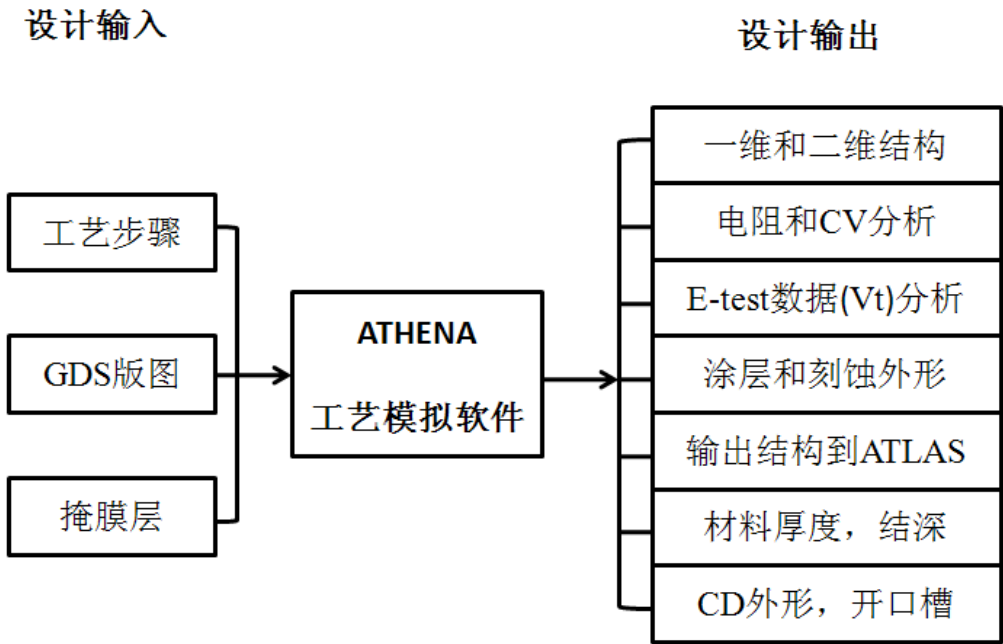 设计输入
设计输出
工艺步骤
GDS版图
掩膜层
ATHENA
工艺模拟软件
一维和二维结构
电阻和CV分析
E-test数据(Vt)分析
涂层和刻蚀外形
输出结构到ATLAS
材料厚度，结深
CD外形，开口槽